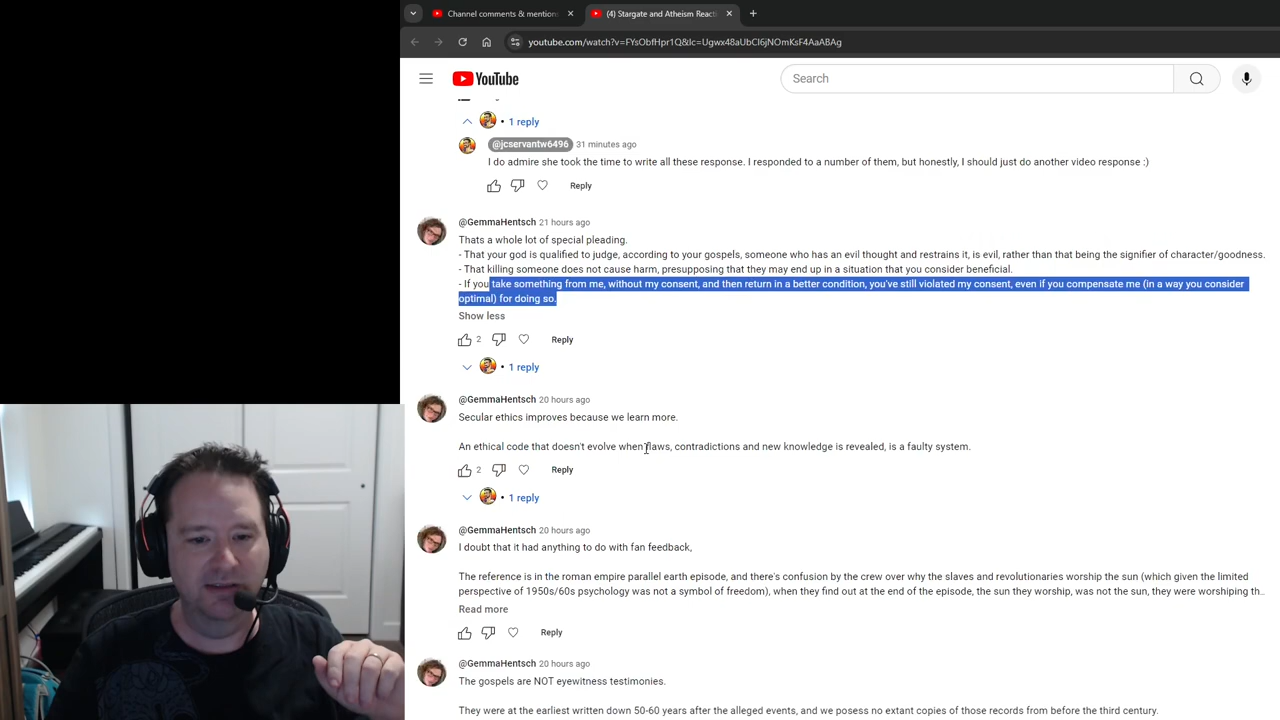 Channel comments & mention
(4) Stargate and Atheism Reacti
youtube.com/watch?v=FYsObfHpr1Q&lc=Ugwx48aUbCI6jNOmKsF4AaABAg
YouTube
Search
1 reply
@jcservantw6496 31 minutes ago
I do admire she took the time to write all these response. I responded to a number of them, but honestly, I should just do another video response :)
Reply
@GemmaHentsch 21 hours ago
Thats a whole lot of special pleading.
- That your god is qualified to judge, according to your gospels, someone who has an evil thought and restrains it, is evil, rather than that being the signifier of character/goodness.
- That killing someone does not cause harm, presupposing that they may end up in a situation that you consider beneficial.
- If you take something from me, without my consent, and then return in a better condition, you've still violated my consent, even if you compensate me (in a way you consider
optimal) for doing so.
Show less
2 Reply
1 reply
@GemmaHentsch 20 hours ago
Secular ethics improves because we learn more.
An ethical code that doesn't evolve when flaws, contradictions and new knowledge is revealed, is a faulty system.
2 Reply
1 reply
@GemmaHentsch 20 hours ago
I doubt that it had anything to do with fan feedback,
The reference is in the roman empire parallel earth episode, and there's confusion by the crew over why the slaves and revolutionaries worship the sun (which given the limited
perspective of 1950s/60s psychology was not a symbol of freedom), when they find out at the end of the episode, the sun they worship, was not the sun, they were worshiping th...
Read more
Reply
@GemmaHentsch 20 hours ago
The gospels are NOT eyewitness testimonies.
They were at the earliest written down 50-60 years after the alleged events, and we posess no extant copies of those records from before the third century.